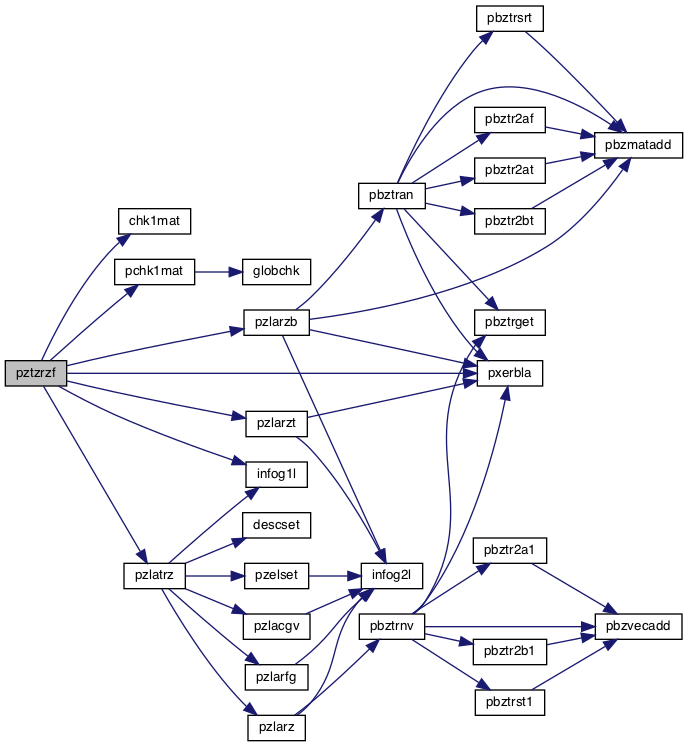 pbztrsrt
pbztr2af
pbzmatadd
pbztr2at
pbztran
pbztr2bt
chk1mat
pchk1mat
globchk
pzlarzb
pbztrget
pztzrzf
pxerbla
pzlarzt
infog1l
descset
pbztr2a1
pzlatrz
pzelset
infog2l
pzlacgv
pbztrnv
pbzvecadd
pbztr2b1
pzlarfg
pbztrst1
pzlarz